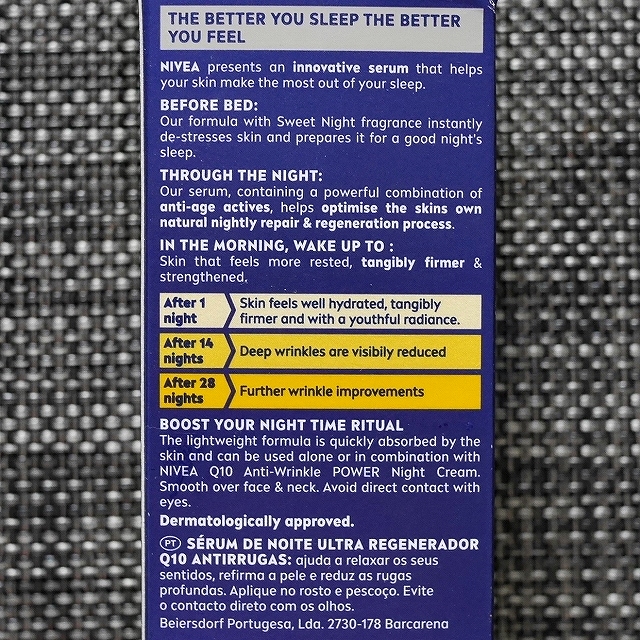 THE BETTER YOU SLEEP THE BETTER
YOU FEEL
NIVEA presents an innovative serum that helps
your skin make the most out of your sleep.
BEFORE BED:
Our formula with Sweet Night fragrance instantly
de-stresses skin and prepares it for a good night's
sleep.
THROUGH THE NIGHT:
Our serum, containing a powerful combination of
anti-age actives, helps optimise the skins own
natural nightly repair & regeneration process.
IN THE MORNING, WAKE UP TO :
Skin that feels more rested, tangibly firmer &
strengthened.
After 1
night
Skin feels well hydrated, tangibly
firmer and with a youthful radiance.
After 14
nights
Deep wrinkles are visibily reduced
After 28
nights
Further wrinkle improvements
BOOST YOUR NIGHT TIME RITUAL
The lightweight formula is quickly absorbed by the
skin and can be used alone or in combination with
NIVEA Q10 Anti-Wrinkle POWER Night Cream.
Smooth over face & neck. Avoid direct contact with
eyes.
Dermatologically approved.
PT SÉRUM DE NOITE ULTRA REGENERADOR
Q10 ANTIRRUGAS: ajuda a relaxar os seus
sentidos, refirma a pele e reduz as rugas
profundas. Aplique no rosto e pescoço. Evite
o contacto direto com os olhos.
Beiersdorf Portugesa, Lda. 2730-178 Barcarena